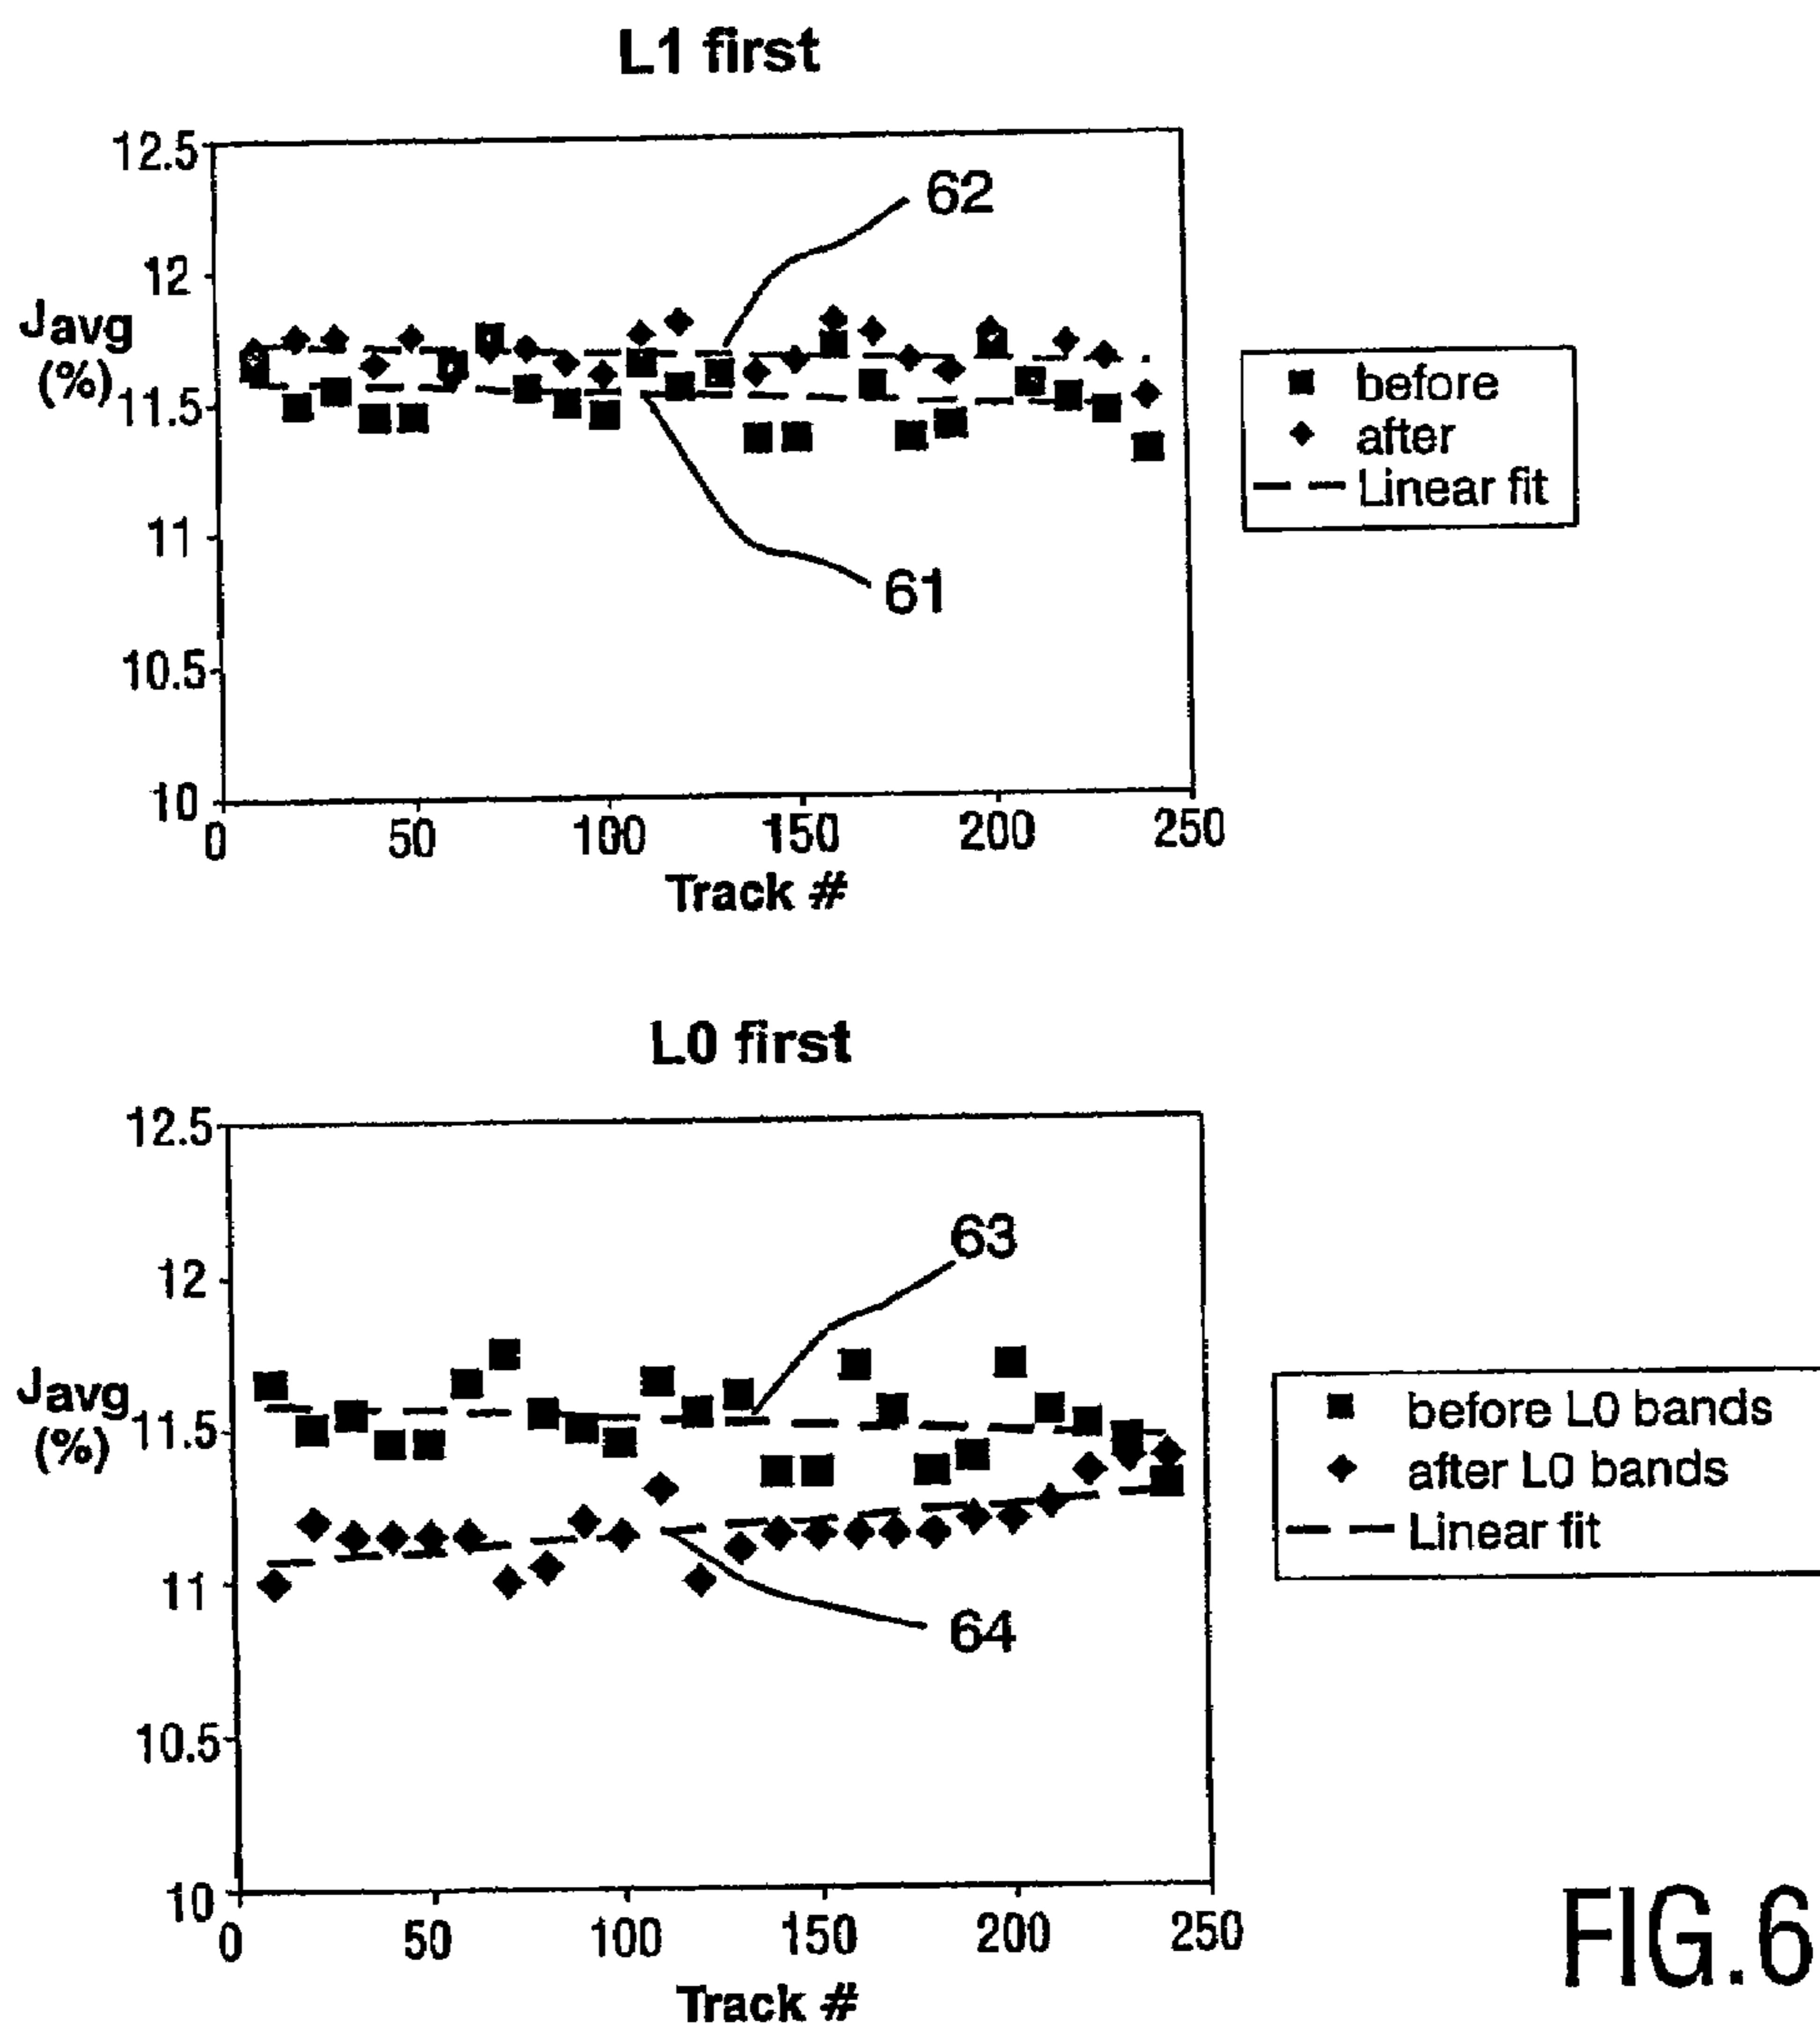 L1 first
12.5
62
12
Javg
(%)
11.5
before
after
Linear fit
11
61
10.5
10
0 50 100 150 200 250
Track #
L0 first
12.5
63
12
Javg
(%)
11.5
before L0 bands
after L0 bands
Linear fit
11
64
10.5
10
0 50 100 150 200 250
Track #
FIG.6